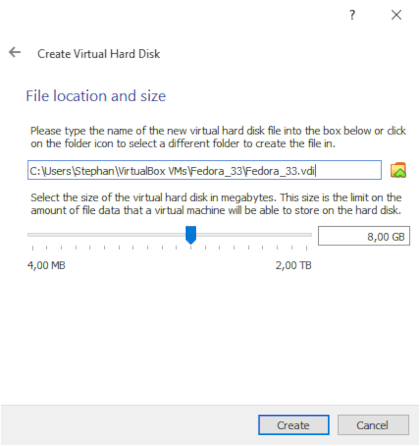 ?
Create Virtual Hard Disk
File location and size
Please type the name of the new virtual hard disk file into the box below or click
on the folder icon to select a different folder to create the file in.
C:\Users\Stephan\VirtualBox VMs\Fedora_33\Fedora_33.vdi
Select the size of the virtual hard disk in megabytes. This size is the limit on the
amount of file data that a virtual machine will be able to store on the hard disk.
8,00 GB
4,00 MB 2,00 TB
Create Cancel